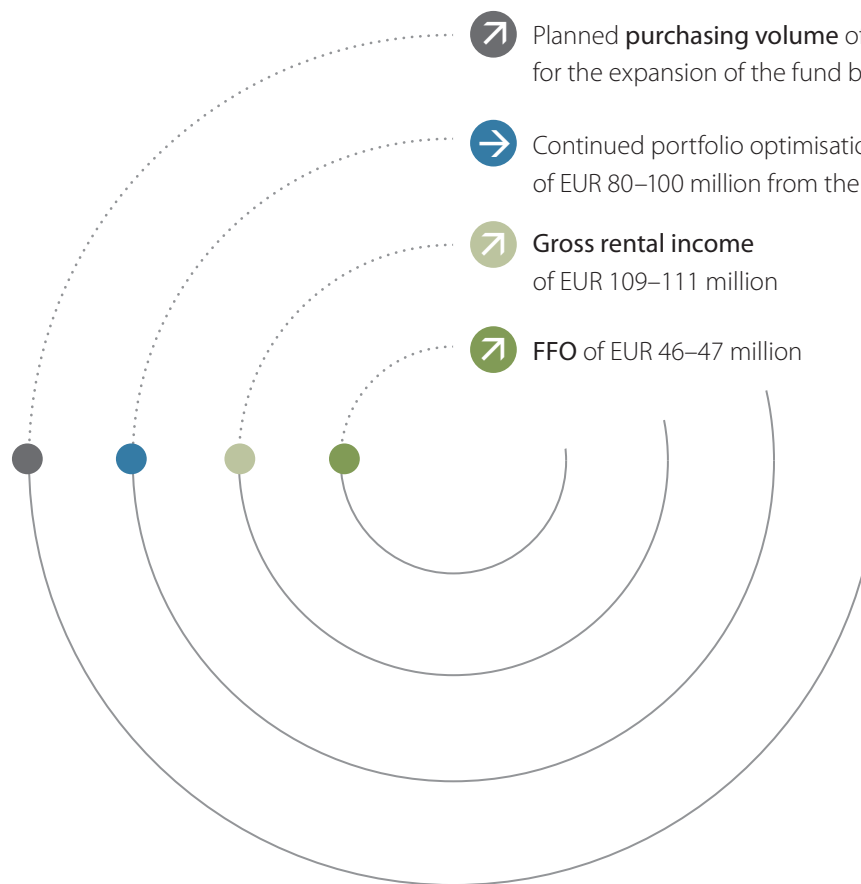 Planned purchasing volume
for the expansion of the fund
Continued portfolio
of EUR 80–100 million from the
Gross rental income
of EUR 109–111 million
FFO of EUR 46–47 million